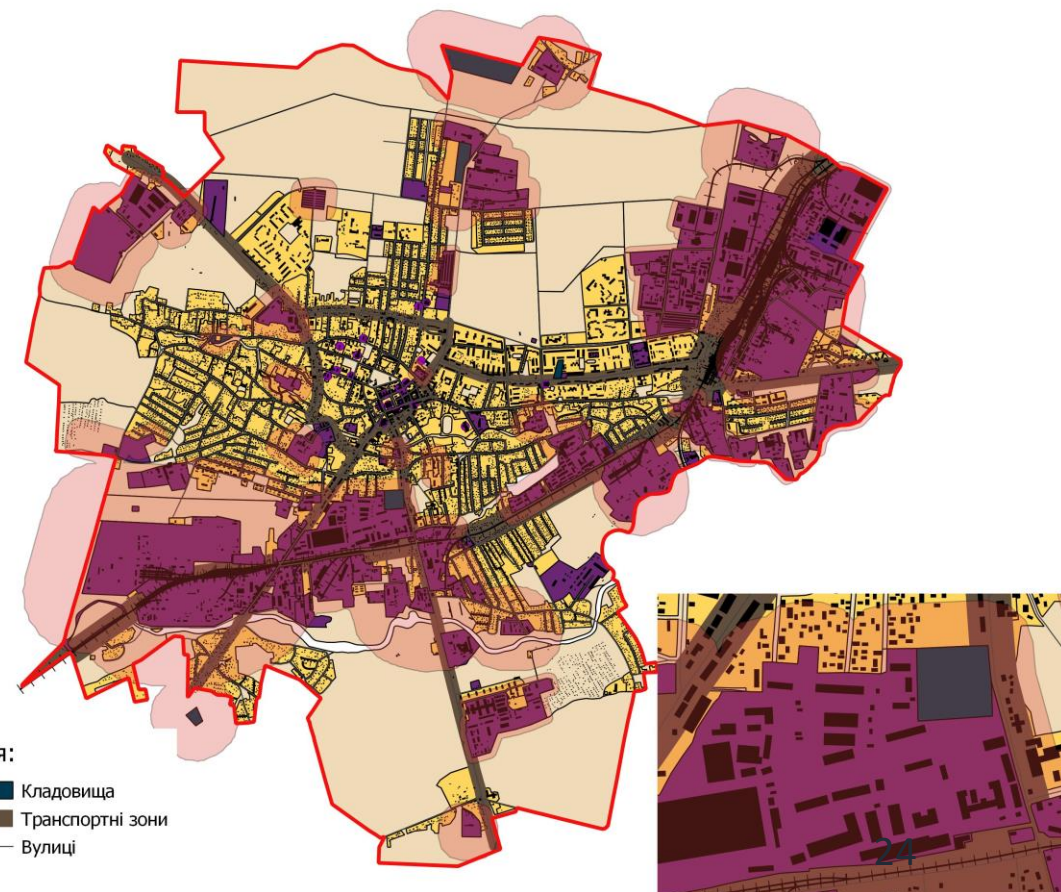 я:
Кладовища
Транспортні зони
Вулиці
24